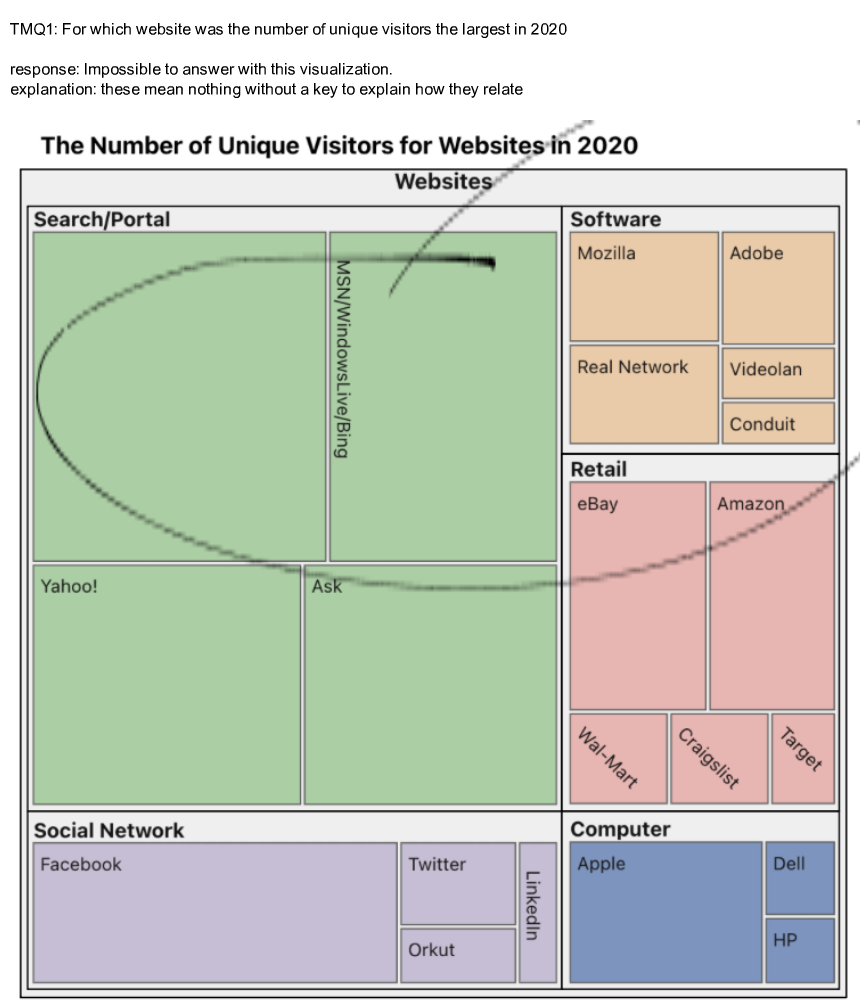 TMQ1: For which website was the number of unique visitors the largest in 2020
response: Impossible to answer with this visualization.
explanation: these mean nothing without a key to explain how they relate
The Number of Unique Visitors for Websites in 2020
Websites
Search/Portal
MSN/WindowsLive/Bing
Yahoo!
Ask
Software
Mozilla
Adobe
Real Network
Videolan
Conduit
Retail
eBay
Amazon
Wal-Mart
Craigslist
Target
Social Network
Facebook
Twitter
Orkut
LinkedIn
Computer
Apple
Dell
HP